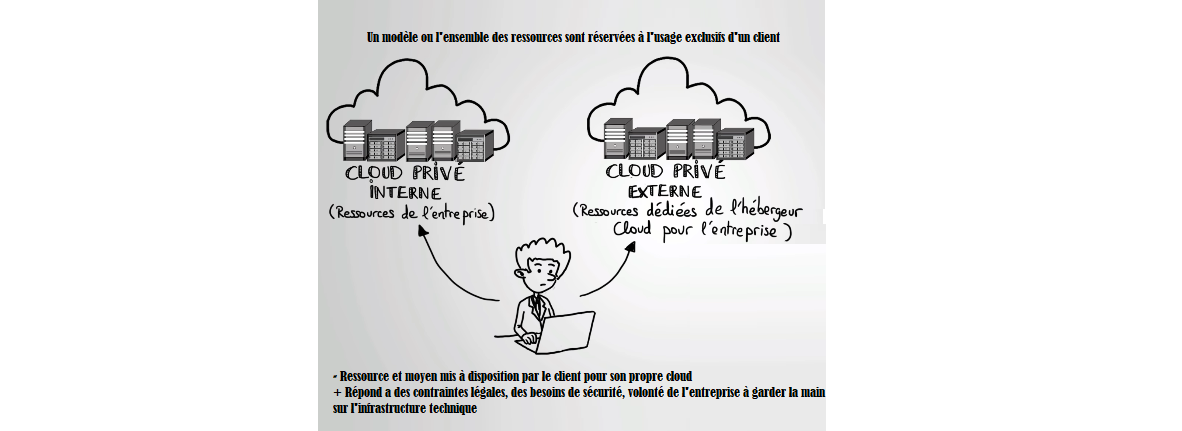 Un modèle ou l'ensemble des ressources sont réservées à l'usage exclusifs d'un client
CLOUD PRIVÉ
INTERNE
(Ressources de l'entreprise)
CLOUD PRIVÉ
EXTERNE
(Ressources dédiées de l'hébergeur
Cloud pour l'entreprise)
- Ressource et moyen mis à disposition par le client pour son propre cloud
+ Répond a des contraintes légales, des besoins de sécurité, volonté de l'entreprise à garder la main
sur l'infrastructure technique